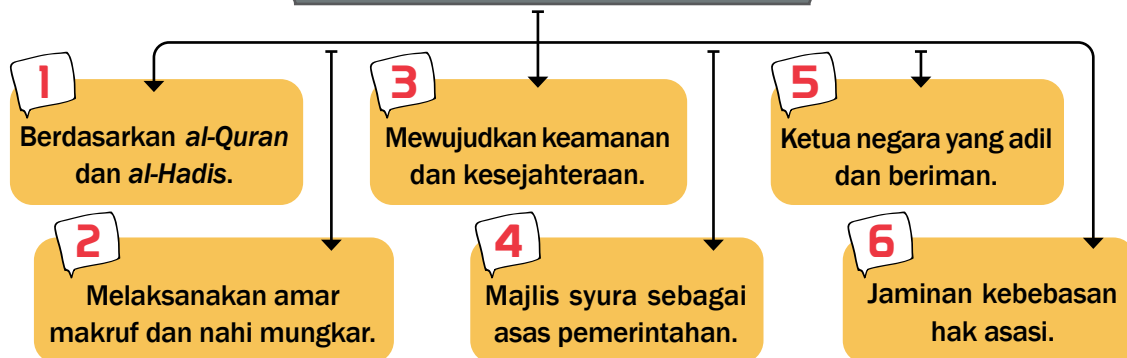 1
Berdasarkan al-Quran
dan al-Hadis.
2
Melaksanakan amar
makruf dan nahi mungkar.
3
Mewujudkan keamanan
dan kesejahteraan.
4
Majlis syura sebagai
asas pemerintahan.
5
Ketua negara yang adil
dan beriman.
6
Jaminan kebebasan
hak asasi.